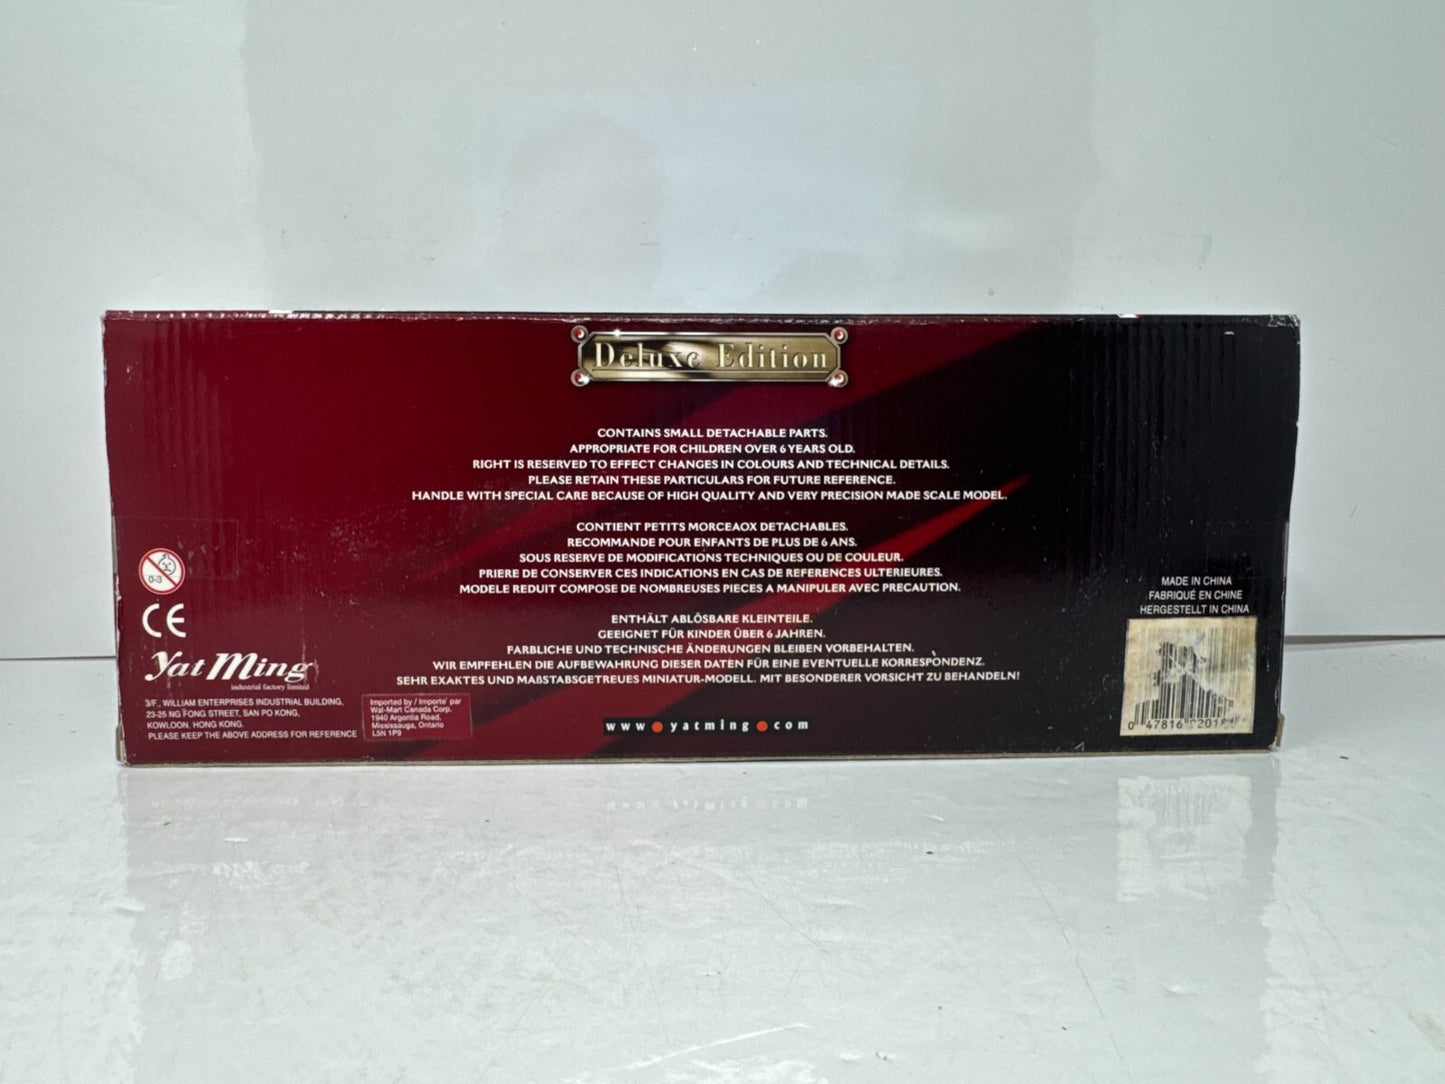 Deluxe Edition
CONTAINS SMALL DETACHABLE PARTS.
APPROPRIATE FOR CHILDREN OVER 6 YEARS OLD.
RIGHT IS RESERVED TO EFFECT CHANGES IN COLOURS AND TECHNICAL DETAILS.
PLEASE RETAIN THESE PARTICULARS FOR FUTURE REFERENCE.
HANDLE WITH SPECIAL CARE BECAUSE OF HIGH QUALITY AND VERY PRECISION MADE SCALE MODEL.
CONTIENT PETITS MORCEAOX DETACHABLES.
RECOMMANDE POUR ENFANTS DE PLUS DE 6 ANS.
SOUS RESERVE DE MODIFICATIONS TECHNIQUES OU DE COULEUR.
PRIERE DE CONSERVER CES INDICATIONS EN CAS DE REFERENCES ULTERIEURES.
MODELE REDUIT COMPOSE DE NOMBREUSES PIECES A MANIPULER AVEC PRECAUTION.
ENTHÄLT ABLÖSBARE KLEINTEILE.
GEEIGNET FÜR KINDER ÜBER 6 JAHREN.
FARBLICHE UND TECHNISCHE ÄNDERUNGEN BLEIBEN VORBEHALTEN.
WIR EMPFEHLEN DIE AUFBEWAHRUNG DIESER DATEN FÜR EINE EVENTUELLE KORRESPONDENZ.
SEHR EXAKTES UND MAßSTABSGETREUES MINIATUR-MODELL. MIT BESONDERER VORSICHT ZU BEHANDELN!
www.yatming.com
0-3
CE
Yat Ming
industrial factory limited
3/F., WILLIAM ENTERPRISES INDUSTRIAL BUILDING,
23-25 NG FONG STREET, SAN PO KONG,
KOWLOON, HONG KONG.
PLEASE KEEP THE ABOVE ADDRESS FOR REFERENCE
Imported by / Importe' par
Wal-Mart Canada Corp.
1940 Argentia Road,
Mississauga, Ontario
L5N 1P9
MADE IN CHINA
FABRIQUÉ EN CHINE
HERGESTELLT IN CHINA
0 47816